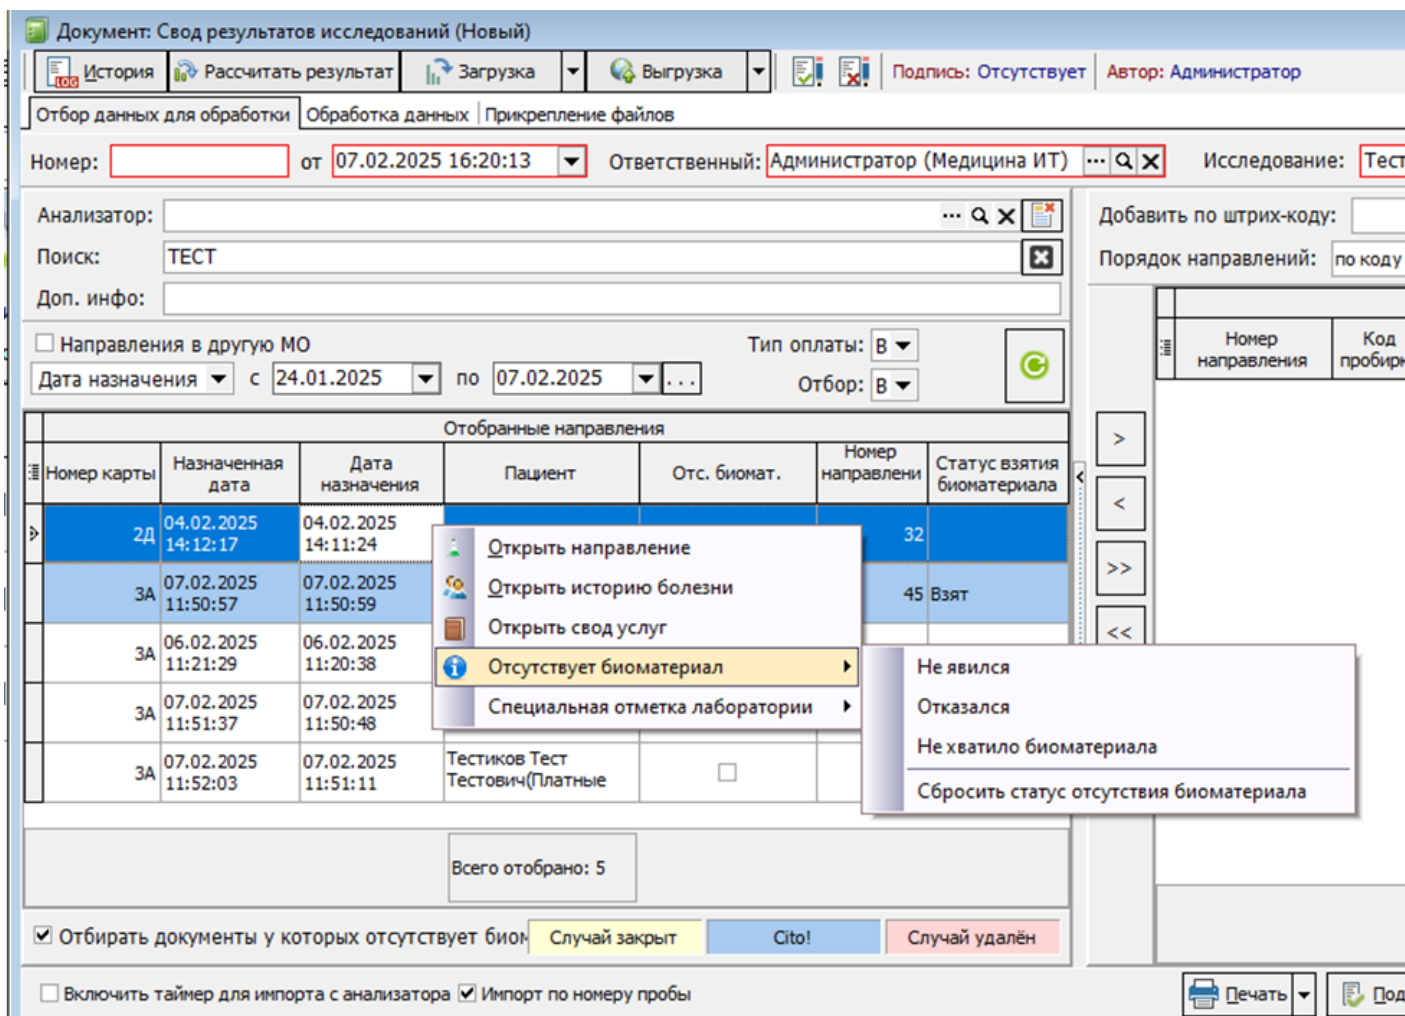 Документ: Свод результатов исследований (Новый)
LOG История Рассчитать результат Загрузка Выгрузка Подпись: Отсутствует Автор: Администратор
Отбор данных для обработки Обработка данных Прикрепление файлов
Номер: от 07.02.2025 16:20:13 Ответственный: Администратор (Медицина ИТ) ... Исследование: Тест
Анализатор: ... Добавить по штрих-коду:
Поиск: ТЕСТ Порядок направлений: по коду
Доп. инфо:
Направления в другую МО Тип оплаты: В
Дата назначения с 24.01.2025 по 07.02.2025 ... Отбор: В
Номер направления Код пробирк
Отобранные направления
Номер карты Назначенная дата Дата назначения Пациент Отс. биомат. Номер направлени Статус взятия биоматериала
2Д 04.02.2025 14:12:17 04.02.2025 14:11:24 32
3А 07.02.2025 11:50:57 07.02.2025 11:50:59 45 Взят
3А 06.02.2025 11:21:29 06.02.2025 11:20:38
3А 07.02.2025 11:51:37 07.02.2025 11:50:48
3А 07.02.2025 11:52:03 07.02.2025 11:51:11 Тестиков Тест Тестович(Платные
Открыть направление
Открыть историю болезни
Открыть свод услуг
Отсутствует биоматериал
Специальная отметка лаборатории
Не явился
Отказался
Не хватило биоматериала
Сбросить статус отсутствия биоматериала
>
<
>>
<<
Всего отобрано: 5
Отбирать документы у которых отсутствует биом Случай закрыт Cito! Случай удалён
Включить таймер для импорта с анализатора Импорт по номеру пробы Печать Под